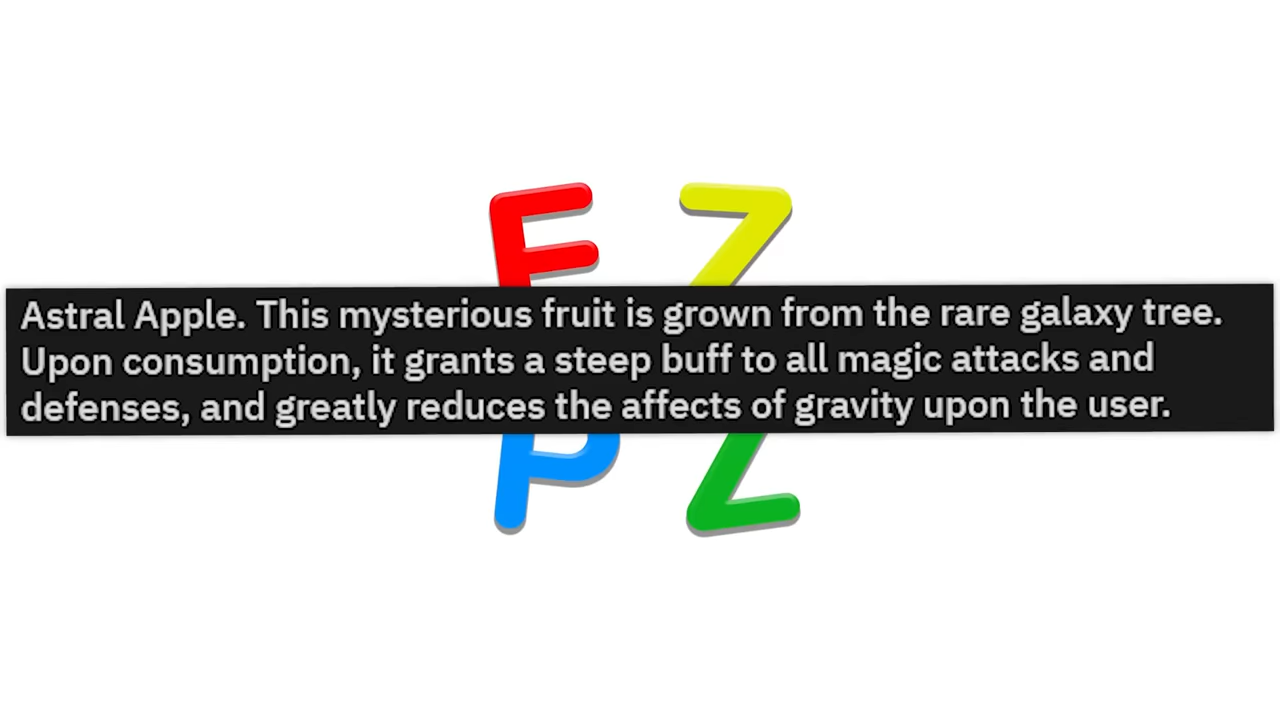 Astral Apple. This mysterious fruit is grown from the rare galaxy tree.
Upon consumption, it grants a steep buff to all magic attacks and
defenses, and greatly reduces the affects of gravity upon the user.